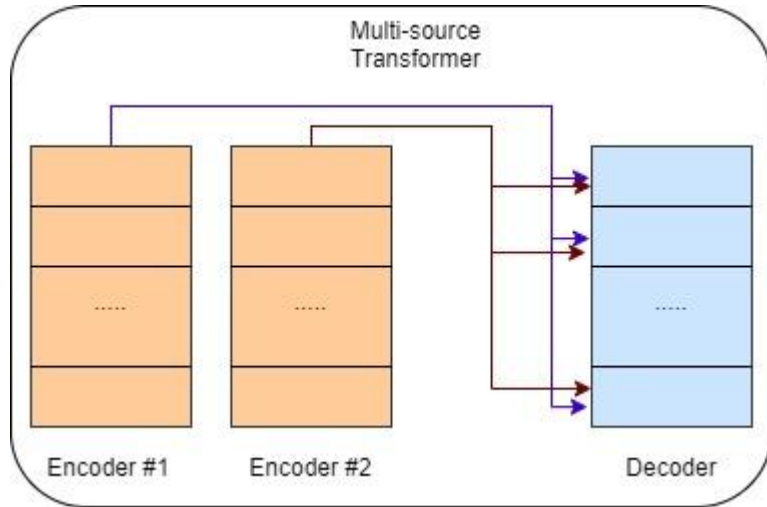 Multi-source
Transformer
.....
.....
.....
Encoder #1
Encoder #2
Decoder